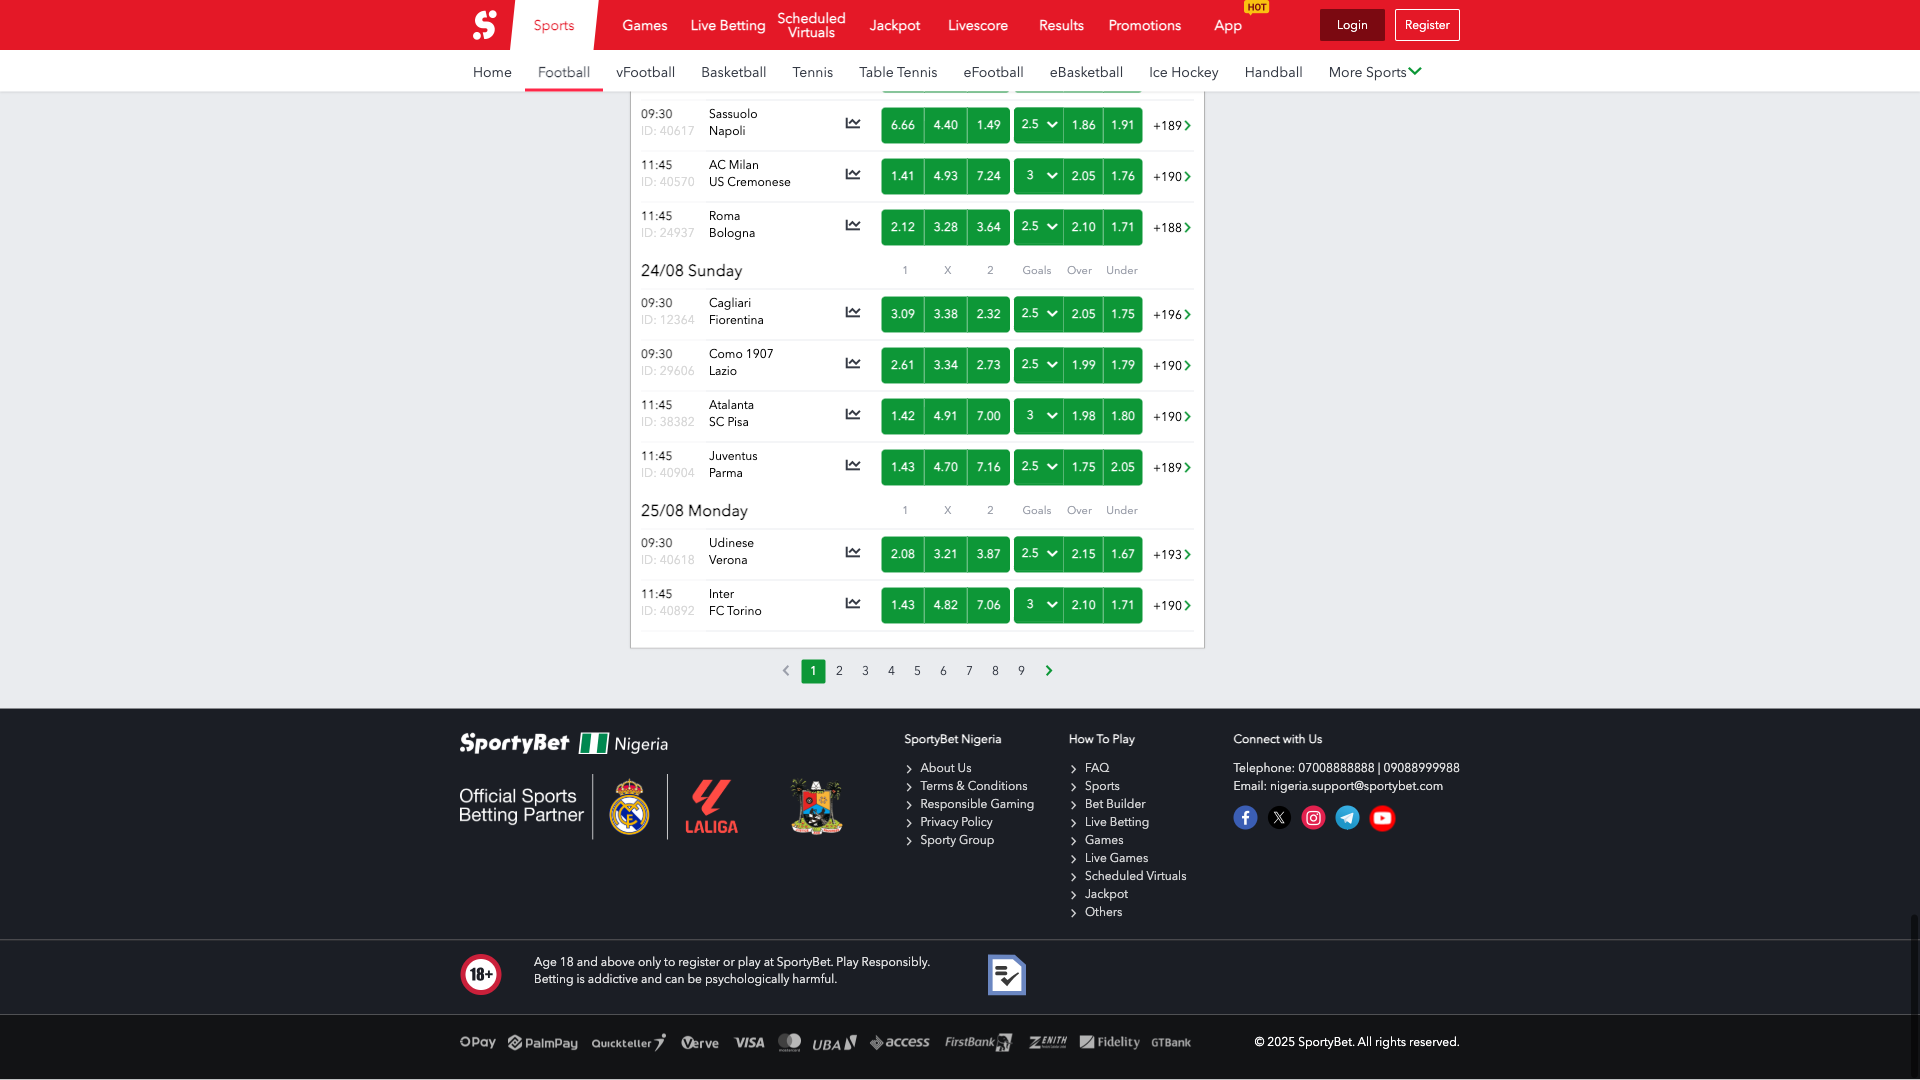 Sports
Games
Live Betting
Scheduled
Virtuals
Jackpot
Livescore
Results
Promotions
App
HOT
Login
Register
Home
Football
vFootball
Basketball
Tennis
Table Tennis
eFootball
eBasketball
Ice Hockey
Handball
More Sports
09:30 Sassuolo
ID: 40617 Napoli
6.66 4.40 1.49 2.5 1.86 1.91 +189
11:45 AC Milan
ID: 40570 US Cremonese
1.41 4.93 7.24 3 2.05 1.76 +190
11:45 Roma
ID: 24937 Bologna
2.12 3.28 3.64 2.5 2.10 1.71 +188
24/08 Sunday 1 X 2 Goals Over Under
09:30 Cagliari
ID: 12364 Fiorentina
3.09 3.38 2.32 2.5 2.05 1.75 +196
09:30 Como 1907
ID: 29606 Lazio
2.61 3.34 2.73 2.5 1.99 1.79 +190
11:45 Atalanta
ID: 38382 SC Pisa
1.42 4.91 7.00 3 1.98 1.80 +190
11:45 Juventus
ID: 40904 Parma
1.43 4.70 7.16 2.5 1.75 2.05 +189
25/08 Monday 1 X 2 Goals Over Under
09:30 Udinese
ID: 40618 Verona
2.08 3.21 3.87 2.5 2.15 1.67 +193
11:45 Inter
ID: 40892 FC Torino
1.43 4.82 7.06 3 2.10 1.71 +190
1 2 3 4 5 6 7 8 9
SportyBet Nigeria
Official Sports
Betting Partner
LALIGA
SportyBet Nigeria
About Us
Terms & Conditions
Responsible Gaming
Privacy Policy
Sporty Group
How To Play
FAQ
Sports
Bet Builder
Live Betting
Games
Live Games
Scheduled Virtuals
Jackpot
Others
Connect with Us
Telephone: 07008888888 | 09088999988
Email: nigeria.support@sportybet.com
18+
Age 18 and above only to register or play at SportyBet. Play Responsibly.
Betting is addictive and can be psychologically harmful.
OPay PalmPay Quickteller Verve VISA UBA access FirstBank ZENITH Fidelity GTBank
© 2025 SportyBet. All rights reserved.